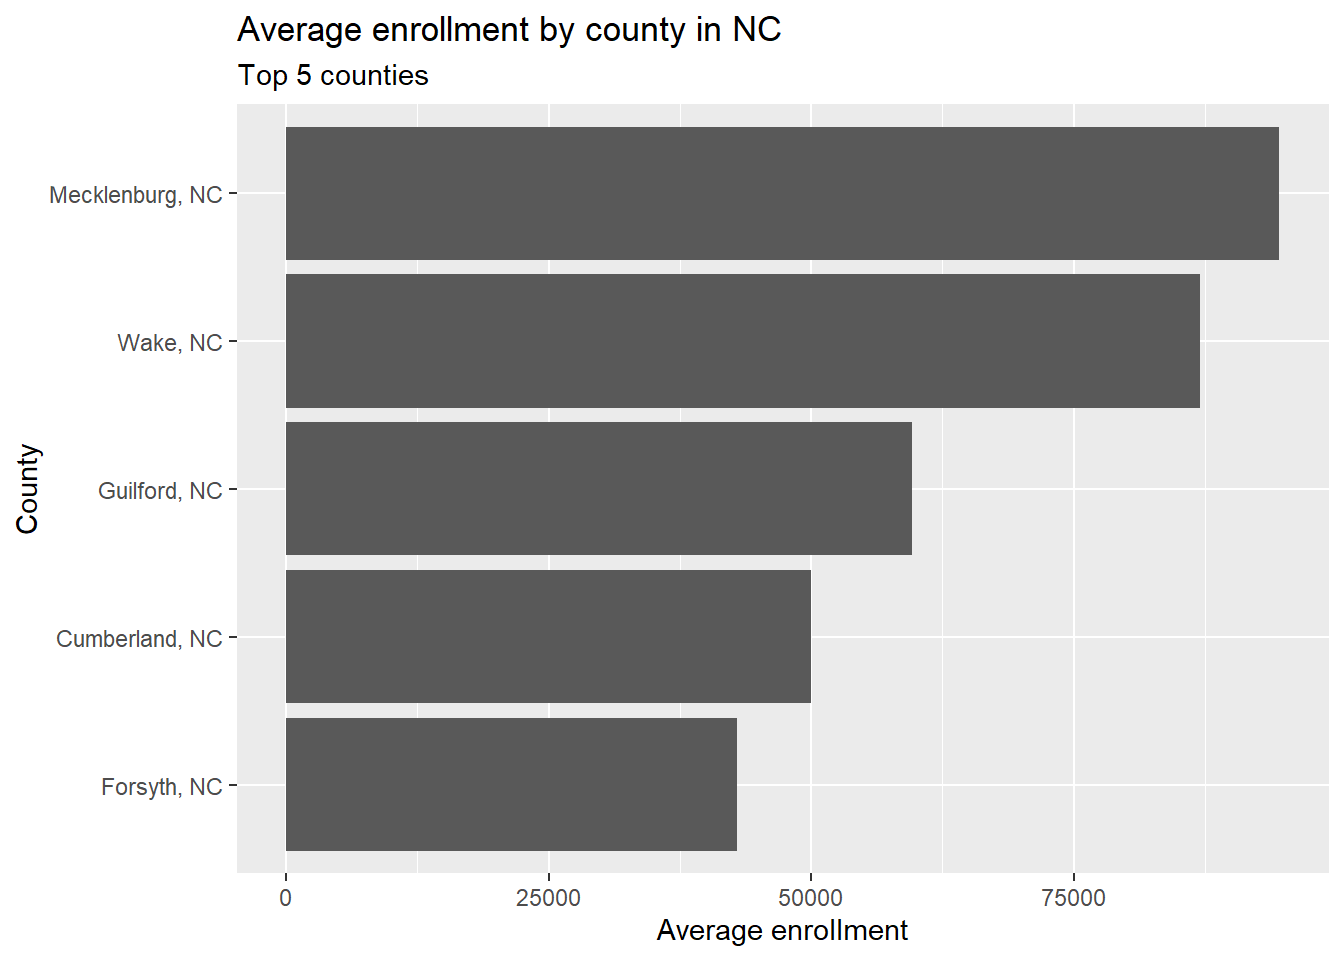 Average enrollment by county in NC
Top 5 counties
Mecklenburg, NC
Wake, NC
Guilford, NC
Cumberland, NC
Forsyth, NC
County
0 25000 50000 75000
Average enrollment